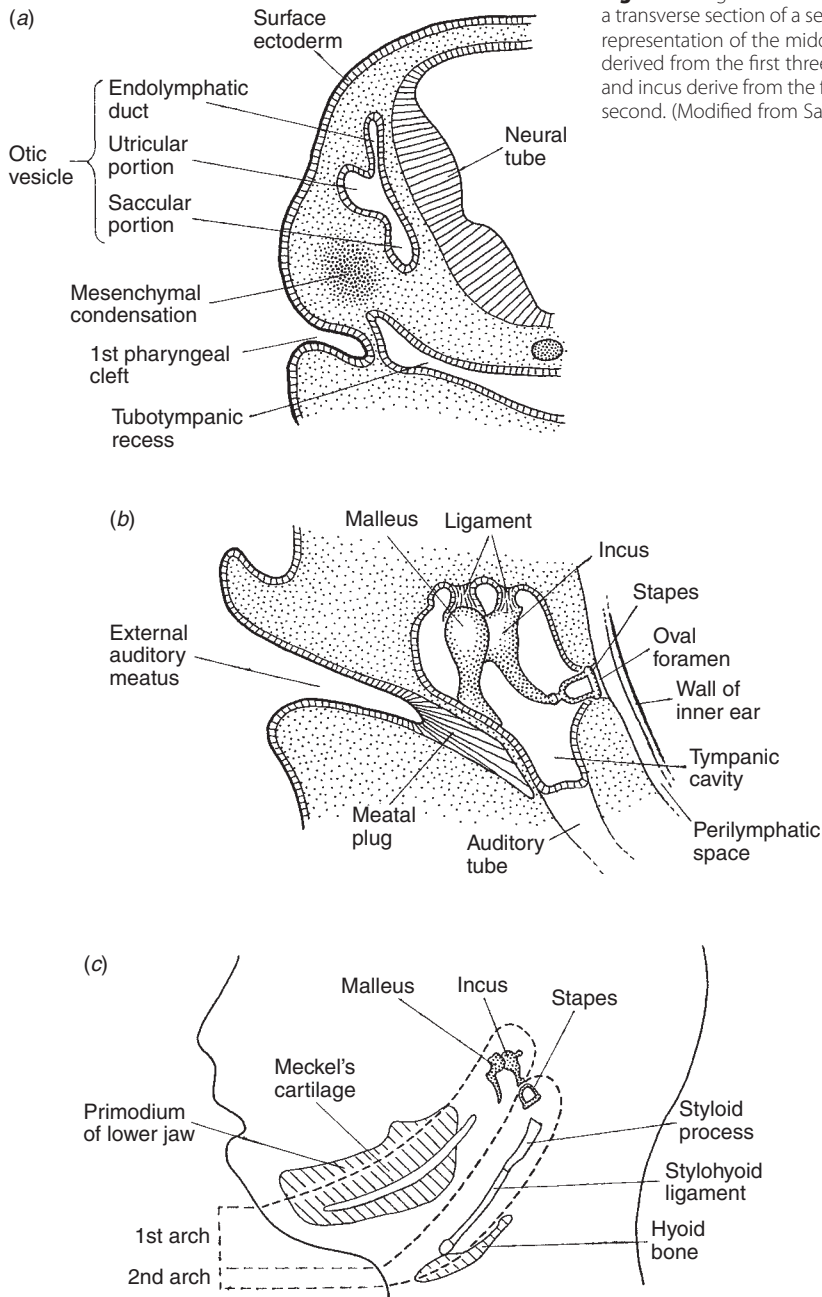 (a)
Surface
ectoderm
Endolymphatic
duct
Utricular
portion
Otic
vesicle
Saccular
portion
Neural
tube
Mesenchymal
condensation
1st pharyngeal
cleft
Tubotympanic
recess
a transverse section of a se
representation of the mid
derived from the first three
and incus derive from the f
second. (Modified from Sa
(b)
Malleus
Ligament
Incus
Stapes
External
auditory
meatus
Oval
foramen
Wall of
inner ear
Tympanic
cavity
Meatal
plug
Auditory
tube
Perilymphatic
space
(c)
Malleus
Incus
Stapes
Meckel's
cartilage
Primodium
of lower jaw
Styloid
process
Stylohyoid
ligament
Hyoid
bone
1st arch
2nd arch